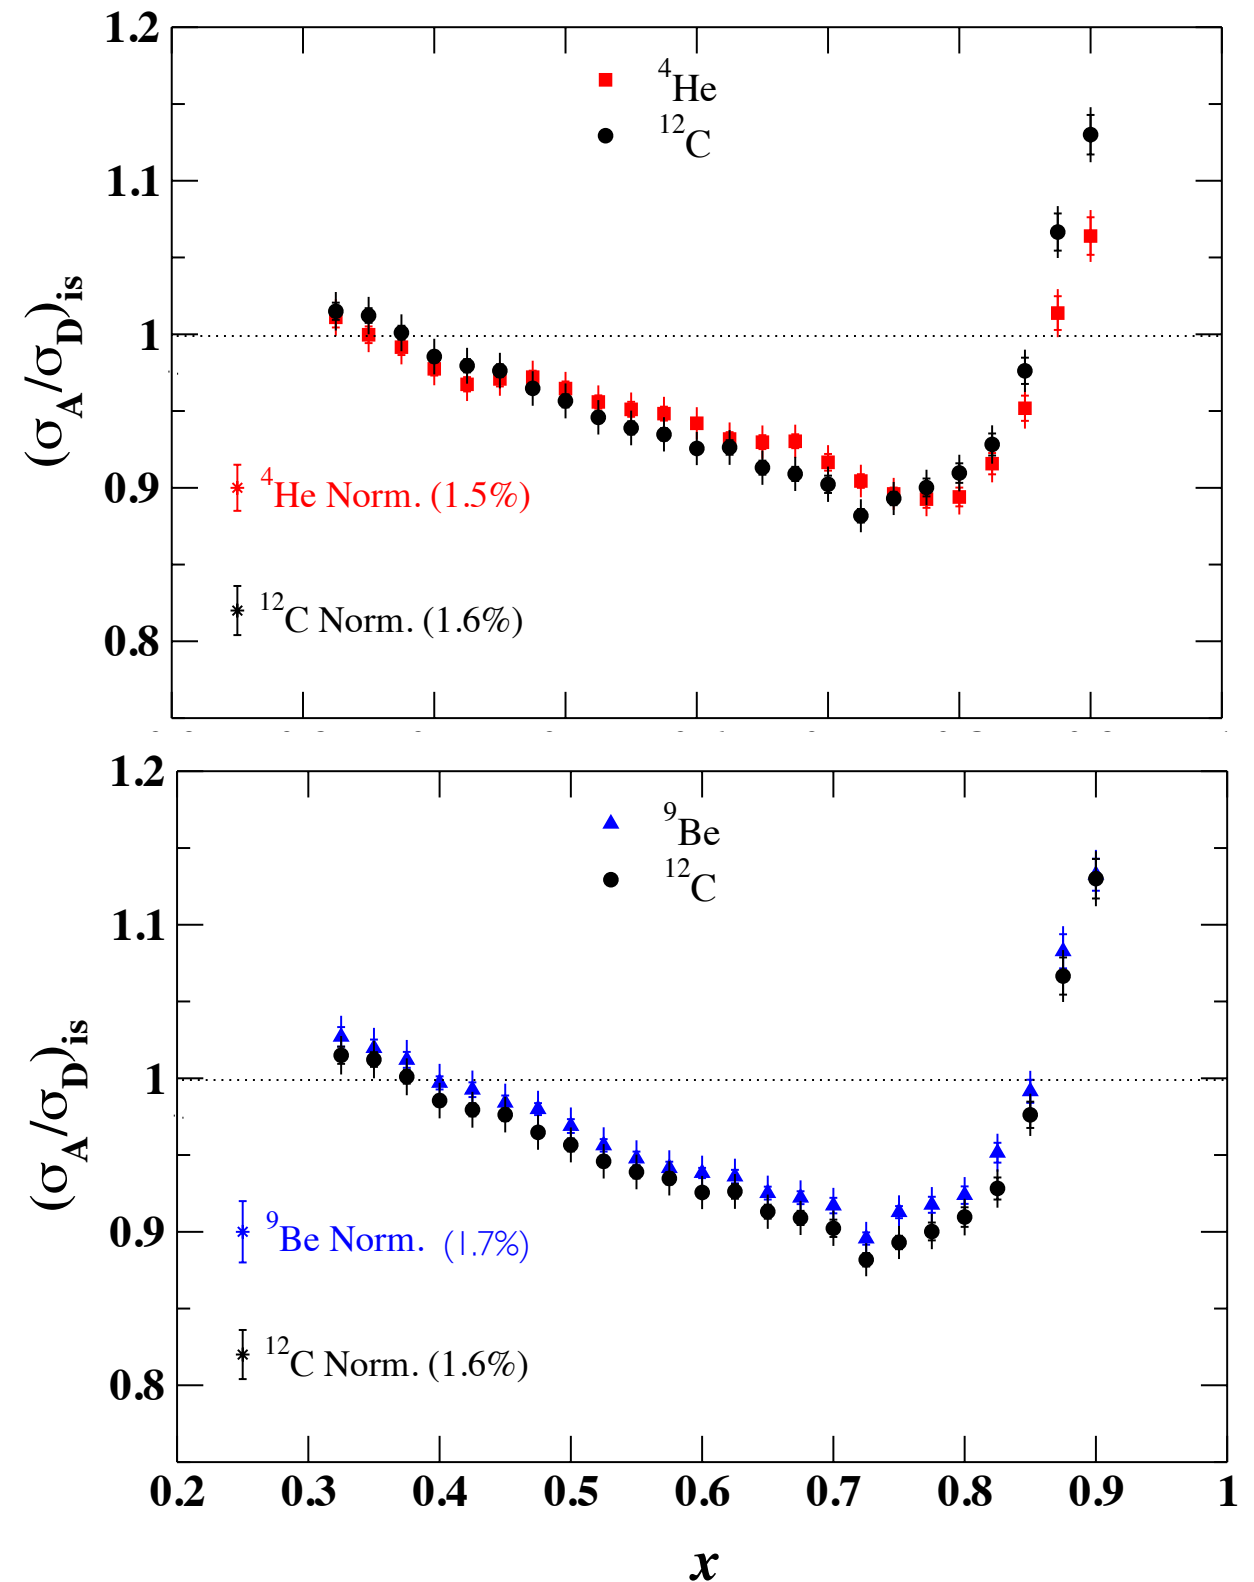 1.2
⁴He
¹²C
1.1
(σA/σD)is
1
0.9
⁴He Norm. (1.5%)
¹²C Norm. (1.6%)
0.8
1.2
⁹Be
¹²C
1.1
(σA/σD)is
1
0.9
⁹Be Norm. (1.7%)
¹²C Norm. (1.6%)
0.8
0.2 0.3 0.4 0.5 0.6 0.7 0.8 0.9 1
x